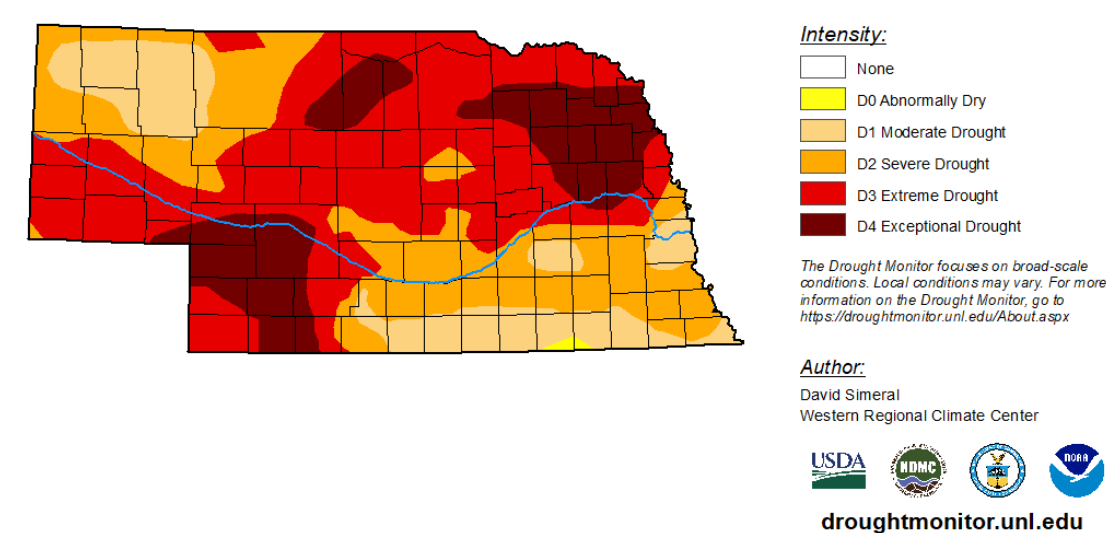 Intensity:
None
D0 Abnormally Dry
D1 Moderate Drought
D2 Severe Drought
D3 Extreme Drought
D4 Exceptional Drought
The Drought Monitor focuses on broad-scale
conditions. Local conditions may vary. For more
information on the Drought Monitor, go to
https://droughtmonitor.unl.edu/About.aspx
Author:
David Simeral
Western Regional Climate Center
USDA
NDMC
NOAA
droughtmonitor.unl.edu